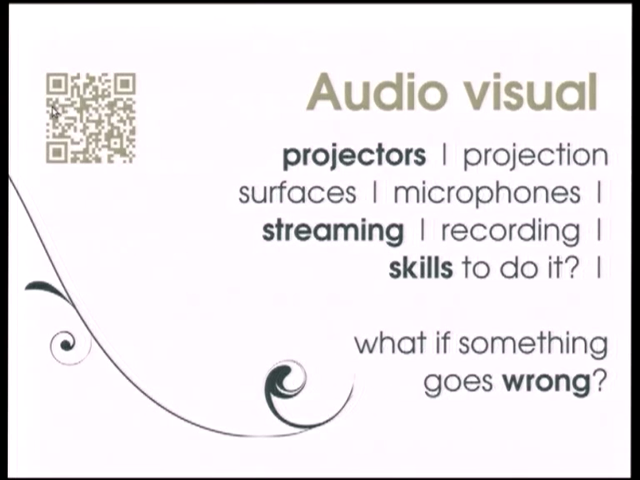 Audio visual
projectors | projection
surfaces | microphones |
streaming | recording |
skills to do it? |
what if something
goes wrong?